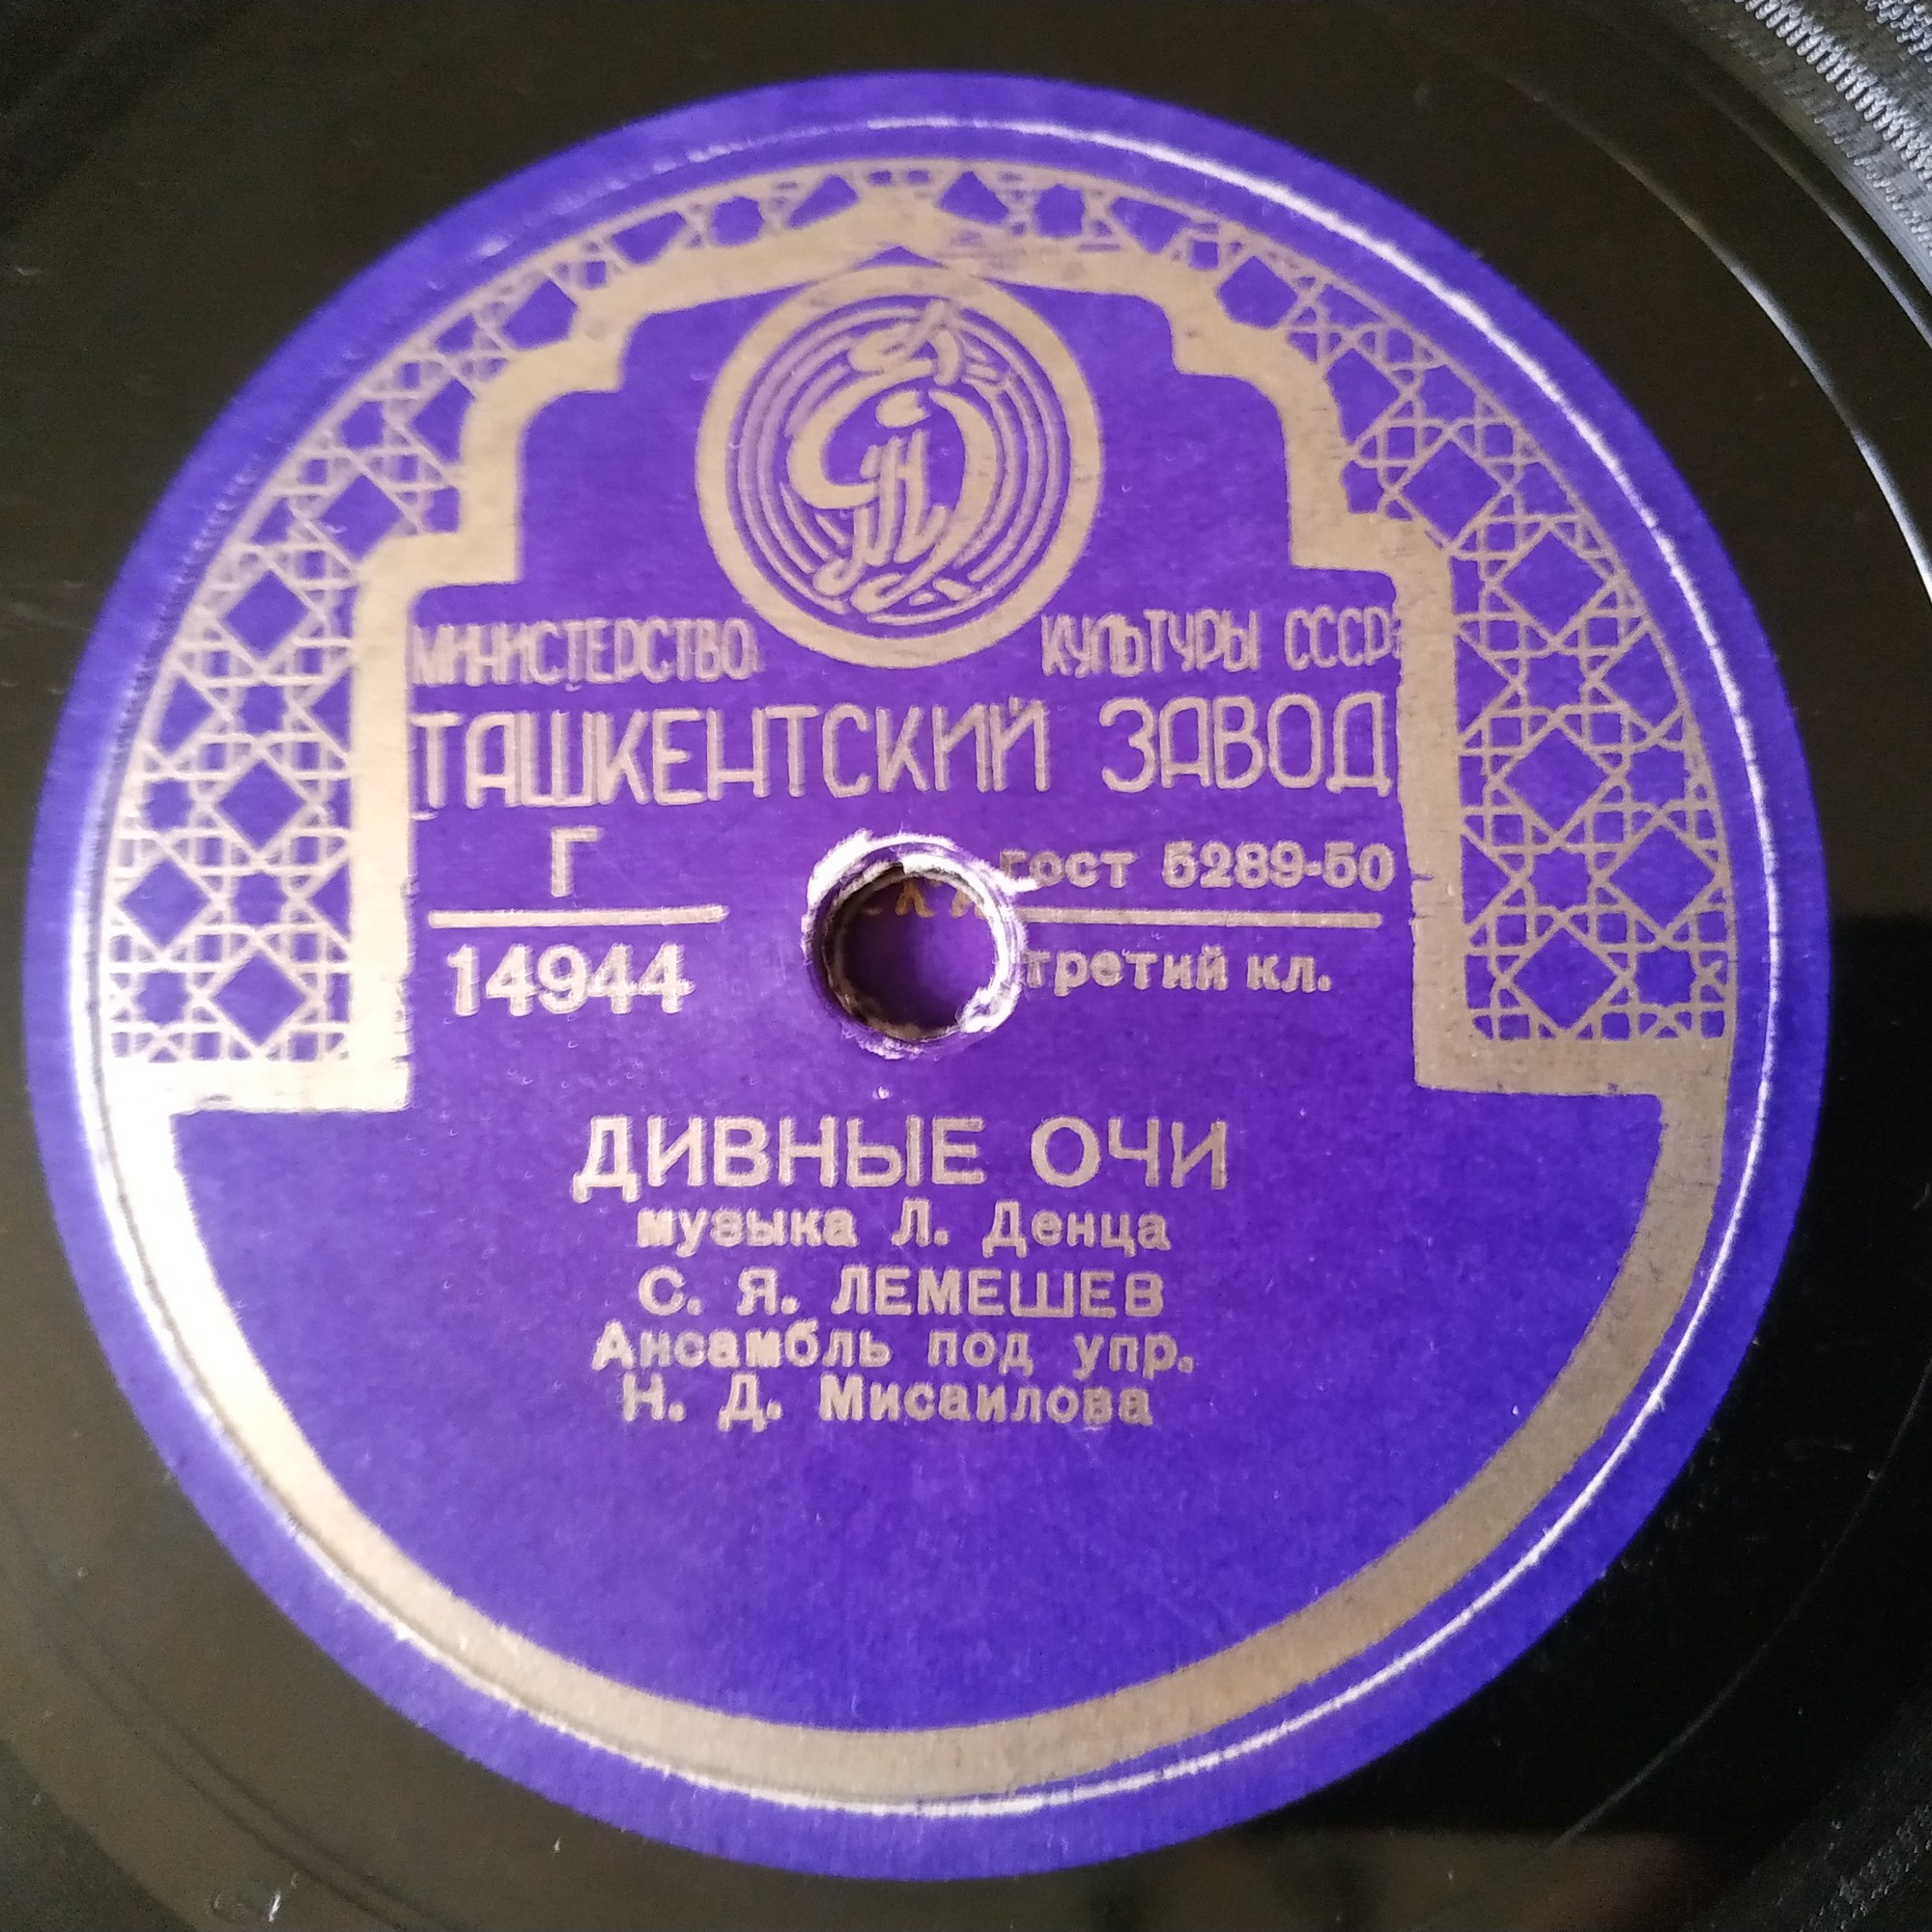 МИНИСТЕРСТВО КУЛЬТУРЫ СССР
ТАШКЕНТСКИЙ ЗАВОД
Г
14944
гост 5289-50
третий кл.
ДИВНЫЕ ОЧИ
музыка Л. Денца
С. Я. ЛЕМЕШЕВ
Ансамбль под упр.
Н. Д. Мисаилова